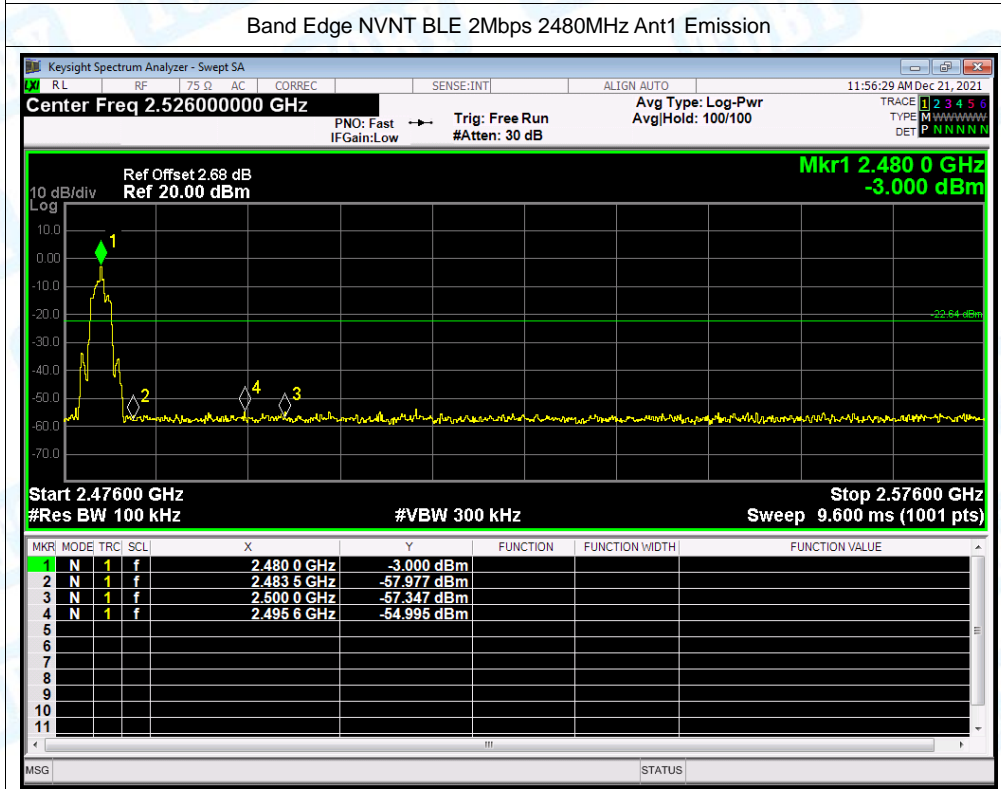 Band Edge NVNT BLE 2Mbps 2480MHz Ant1 Emission
Keysight Spectrum Analyzer - Swept SA
LXI RL RF 75 Ω AC CORREC SENSE:INT ALIGN AUTO 11:56:29 AM Dec 21, 2021
Center Freq 2.526000000 GHz Avg Type: Log-Pwr TRACE 1 2 3 4 5 6
PNO: Fast Trig: Free Run Avg|Hold: 100/100 TYPE M WWWWW
IFGain:Low #Atten: 30 dB DET P N N N N N
Mkr1 2.480 0 GHz
Ref Offset 2.68 dB
10 dB/div Ref 20.00 dBm -3.000 dBm
Log
10.0
1
0.00
-10.0
-20.0
-22.64 dBm
-30.0
-40.0
4
-50.0
2 3
-60.0
-70.0
Start 2.47600 GHz Stop 2.57600 GHz
#Res BW 100 kHz #VBW 300 kHz Sweep 9.600 ms (1001 pts)
MKR MODE TRC SCL X Y FUNCTION FUNCTION WIDTH FUNCTION VALUE
1 N 1 f 2.480 0 GHz -3.000 dBm
2 N 1 f 2.483 5 GHz -57.977 dBm
3 N 1 f 2.500 0 GHz -57.347 dBm
4 N 1 f 2.495 6 GHz -54.995 dBm
5
6
7
8
9
10
11
MSG STATUS